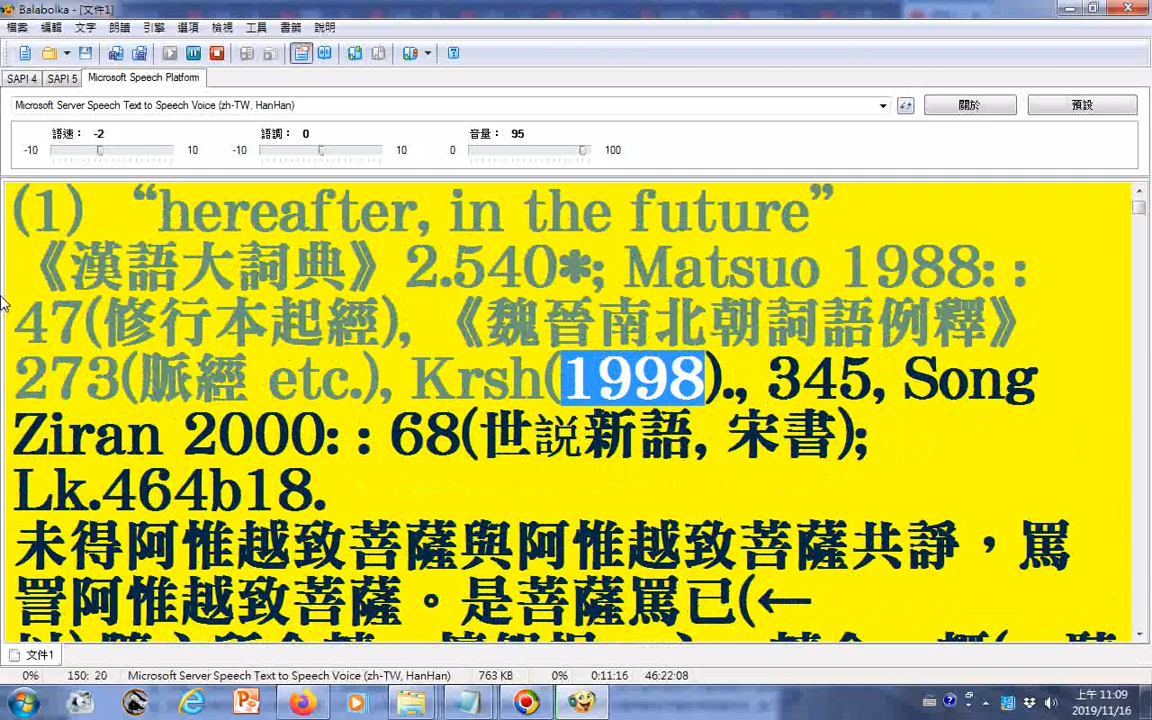 Balabolka - [文件1]
檔案 編輯 文字 朗讀 引擎 選項 檢視 工具 書籤 說明
SAPI 4 SAPI 5 Microsoft Speech Platform
Microsoft Server Speech Text to Speech Voice (zh-TW, HanHan) 關於 預設
語速： -2 語調： 0 音量： 95
-10 10 -10 10 0 100
(1) “hereafter, in the future”
《漢語大詞典》2.540*; Matsuo 1988: :
47(修行本起經), 《魏晉南北朝詞語例釋》
273(脈經 etc.), Krsh(1998)., 345, Song
Ziran 2000: : 68(世説新語, 宋書);
Lk.464b18.
未得阿惟越致菩薩與阿惟越致菩薩共諍，罵
詈阿惟越致菩薩。是菩薩罵已(←
文件1
0% 150: 20 Microsoft Server Speech Text to Speech Voice (zh-TW, HanHan) 763 KB 0% 0:11:16 46:22:08
上午 11:09
2019/11/16